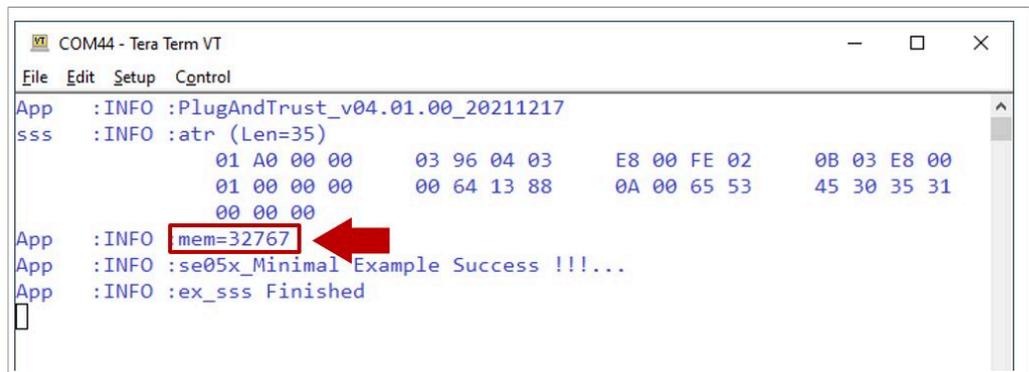 COM44 - Tera Term VT
File Edit Setup Control
App :INFO :PlugAndTrust_v04.01.00_20211217
sss :INFO :atr (Len=35)
01 A0 00 00 03 96 04 03 E8 00 FE 02 0B 03 E8 00
01 00 00 00 00 64 13 88 0A 00 65 53 45 30 35 31
00 00 00
App :INFO :mem=32767
App :INFO :se05x_Minimal Example Success !!!...
App :INFO :ex_sss Finished